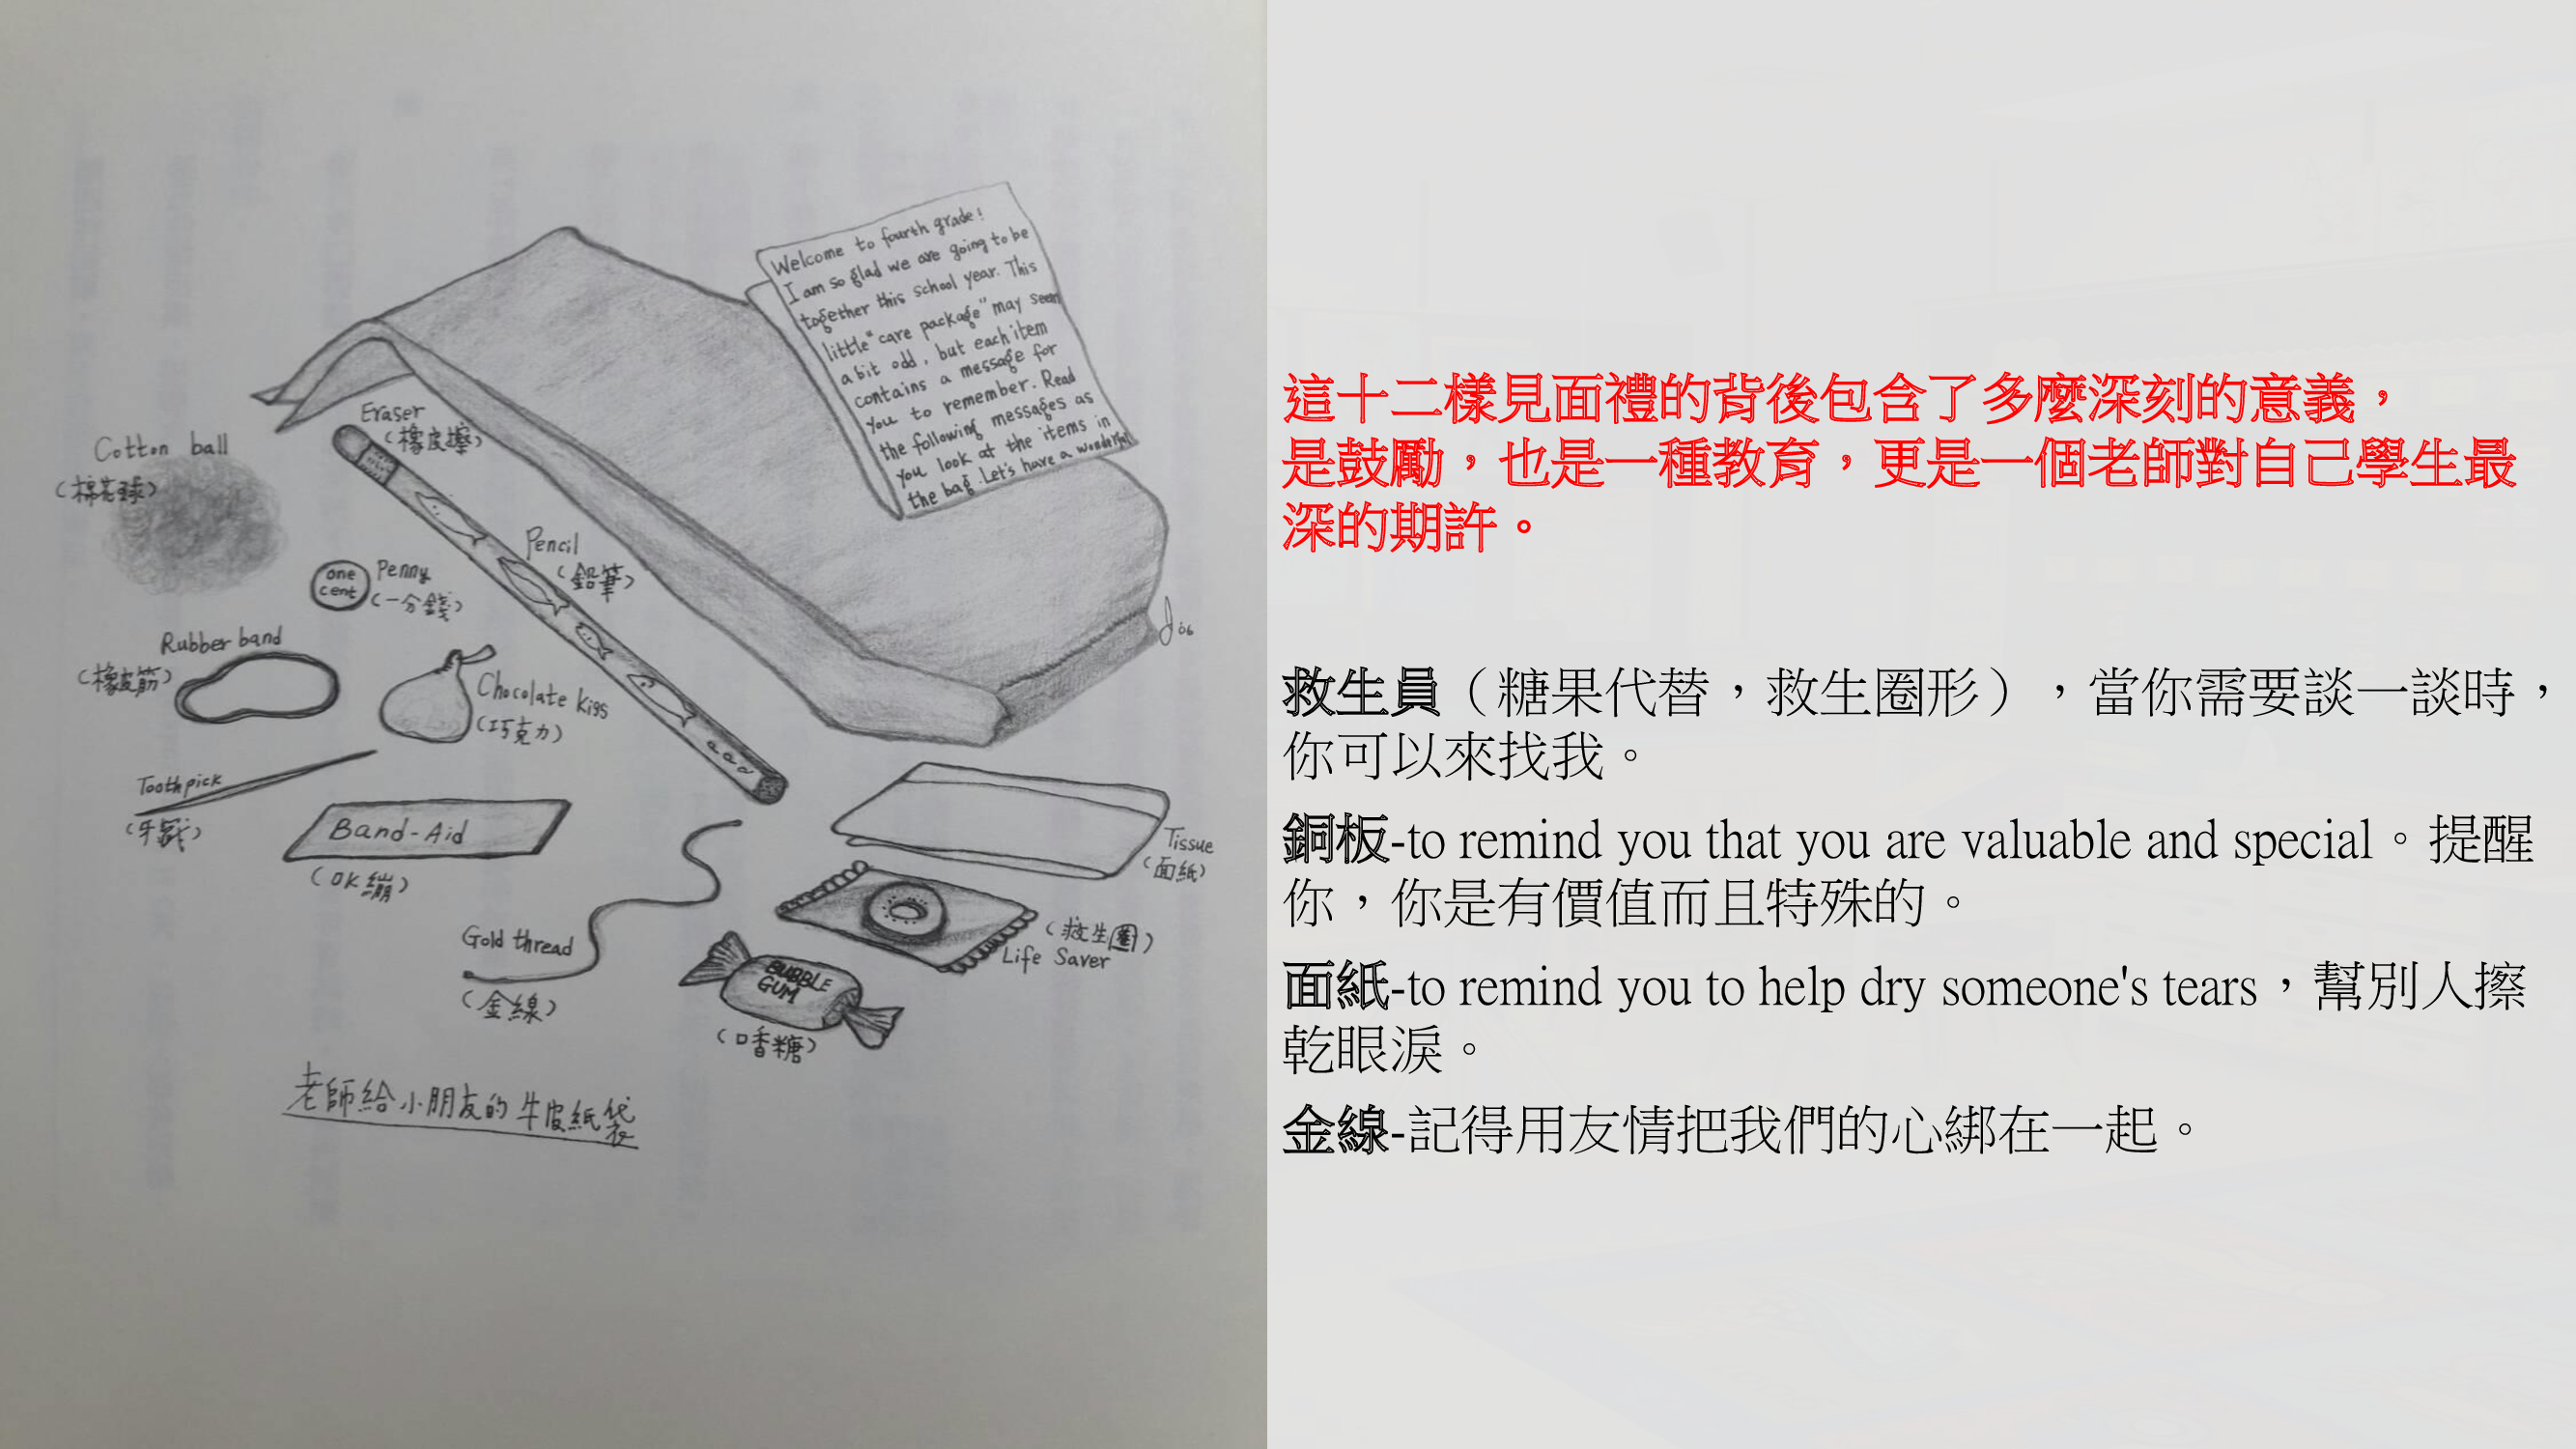 Welcome to fourth grade!
I am so glad we are going to be
together this school year. This
little "care package" may seem
a bit odd, but each item
contains a message for
you to remember. Read
the following messages as
you look at the items in
the bag. Let's have a wonderful
Eraser
(橡皮擦)
Cotton ball
(棉花球)
Pencil
(鉛筆)
one
cent
Penny
(一分錢)
Rubber band
(橡皮筋)
Chocolate kiss
(巧克力)
Toothpick
(牙籤)
Band-Aid
(OK繃)
Tissue
(面紙)
Gold thread
(金線)
(救生圈)
Life Saver
BUBBLE
GUM
(口香糖)
老師給小朋友的牛皮紙袋
這十二樣見面禮的背後包含了多麼深刻的意義，
是鼓勵，也是一種教育，更是一個老師對自己學生最
深的期許。
救生員（糖果代替，救生圈形），當你需要談一談時，
你可以來找我。
銅板-to remind you that you are valuable and special。提醒
你，你是有價值而且特殊的。
面紙-to remind you to help dry someone's tears，幫別人擦
乾眼淚。
金線-記得用友情把我們的心綁在一起。